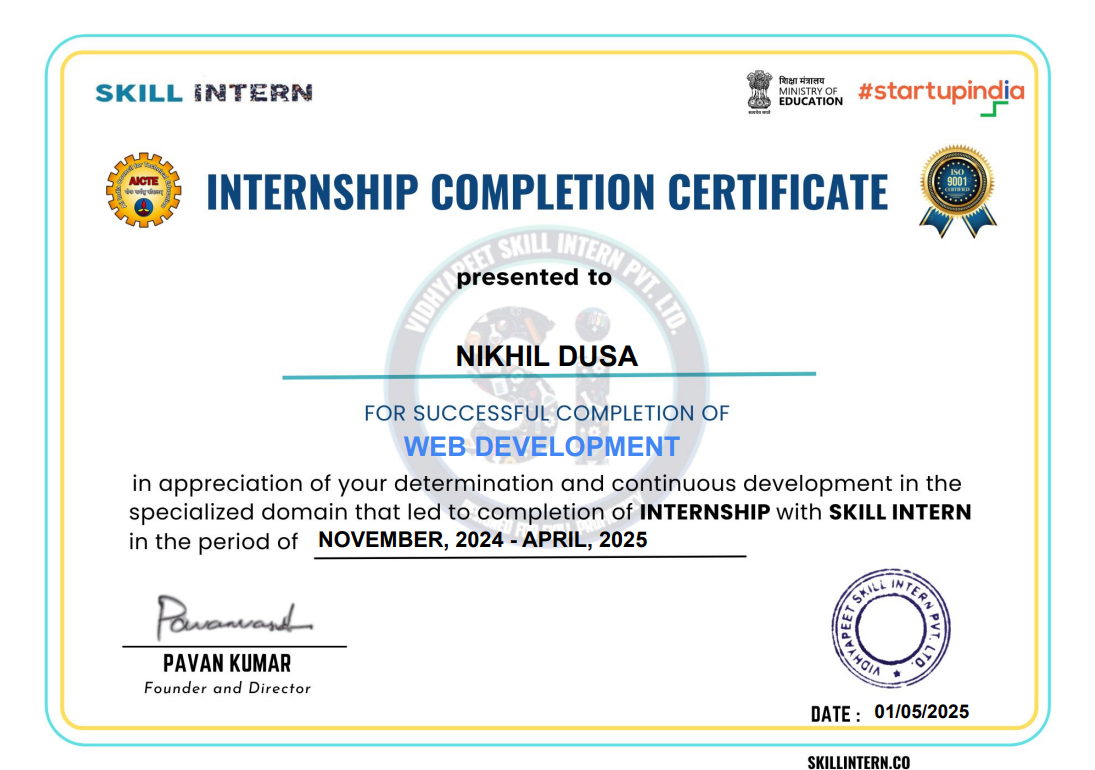 SKILL INTERN
शिक्षा मंत्रालय
MINISTRY OF
EDUCATION
#startupindia
AICTE
ISO
9001
CERTIFIED
INTERNSHIP COMPLETION CERTIFICATE
VIDHYAPEET SKILL INTERN PVT. LTD.
presented to
NIKHIL DUSA
FOR SUCCESSFUL COMPLETION OF
WEB DEVELOPMENT
in appreciation of your determination and continuous development in the
specialized domain that led to completion of INTERNSHIP with SKILL INTERN
in the period of NOVEMBER, 2024 - APRIL, 2025
PAVAN KUMAR
Founder and Director
VIDHYAPEET SKILL INTERN PVT. LTD.
DATE : 01/05/2025
SKILLINTERN.CO